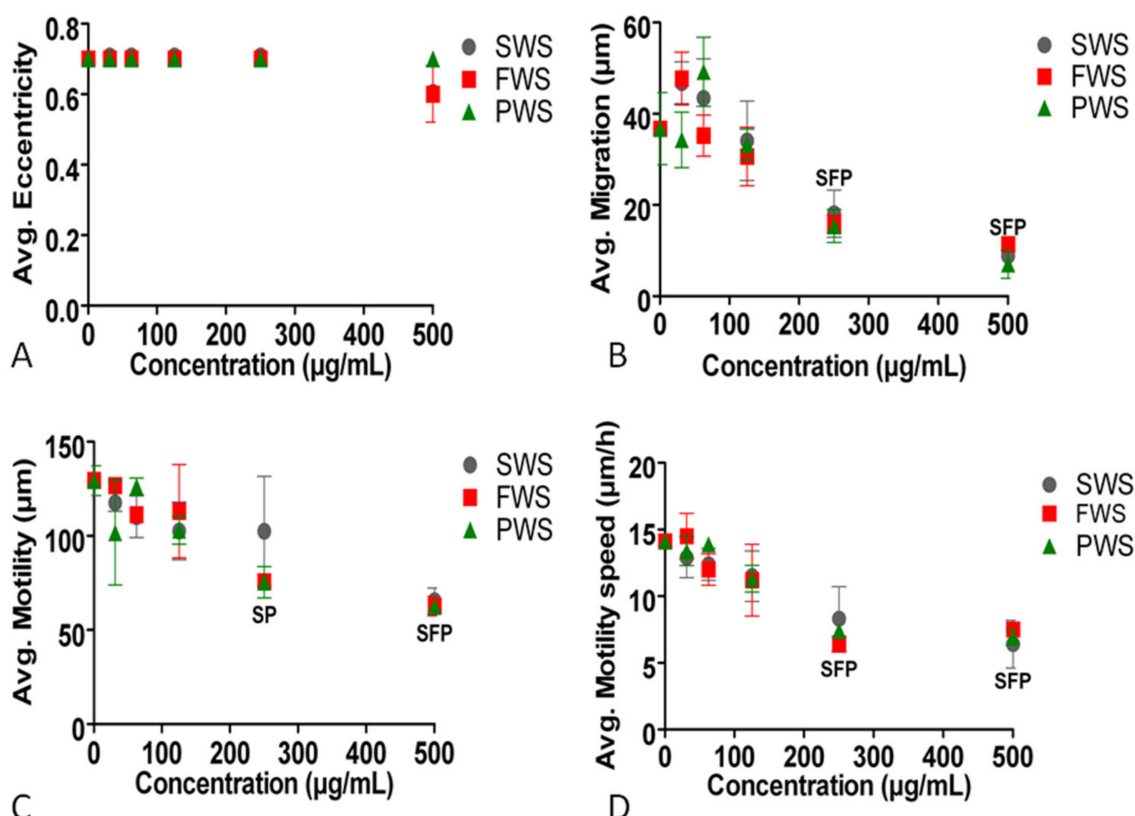 Avg. Eccentricity
0.8
0.6
0.4
0.2
0.0
0 100 200 300 400 500
Concentration (µg/mL)
SWS
FWS
PWS
A
Avg. Migration (µm)
60
40
20
0
0 100 200 300 400 500
Concentration (µg/mL)
SWS
FWS
PWS
SFP
SFP
B
Avg. Motility (µm)
150
100
50
0
0 100 200 300 400 500
Concentration (µg/mL)
SWS
FWS
PWS
SP
SFP
C
Avg. Motility speed (µm/h)
20
15
10
5
0
0 100 200 300 400 500
Concentration (µg/mL)
SWS
FWS
PWS
SFP
SFP
D